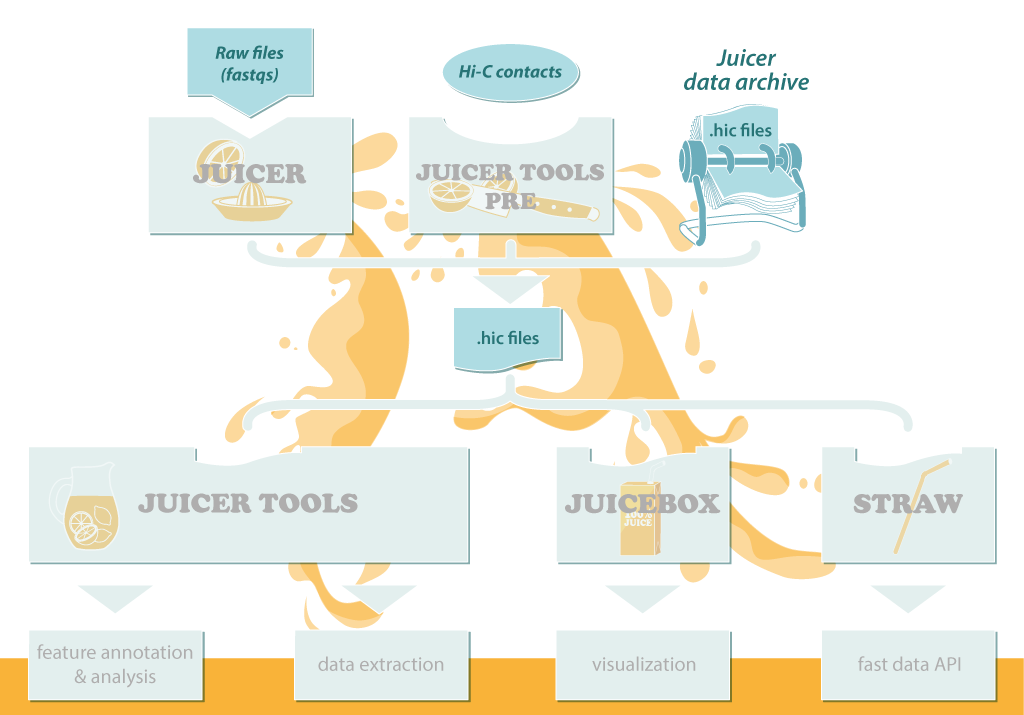 Raw files
(fastqs)
Hi-C contacts
Juicer
data archive
.hic files
JUICER
JUICER TOOLS
PRE
.hic files
JUICER TOOLS
JUICEBOX
100%
JUICE
STRAW
feature annotation
& analysis
data extraction
visualization
fast data API